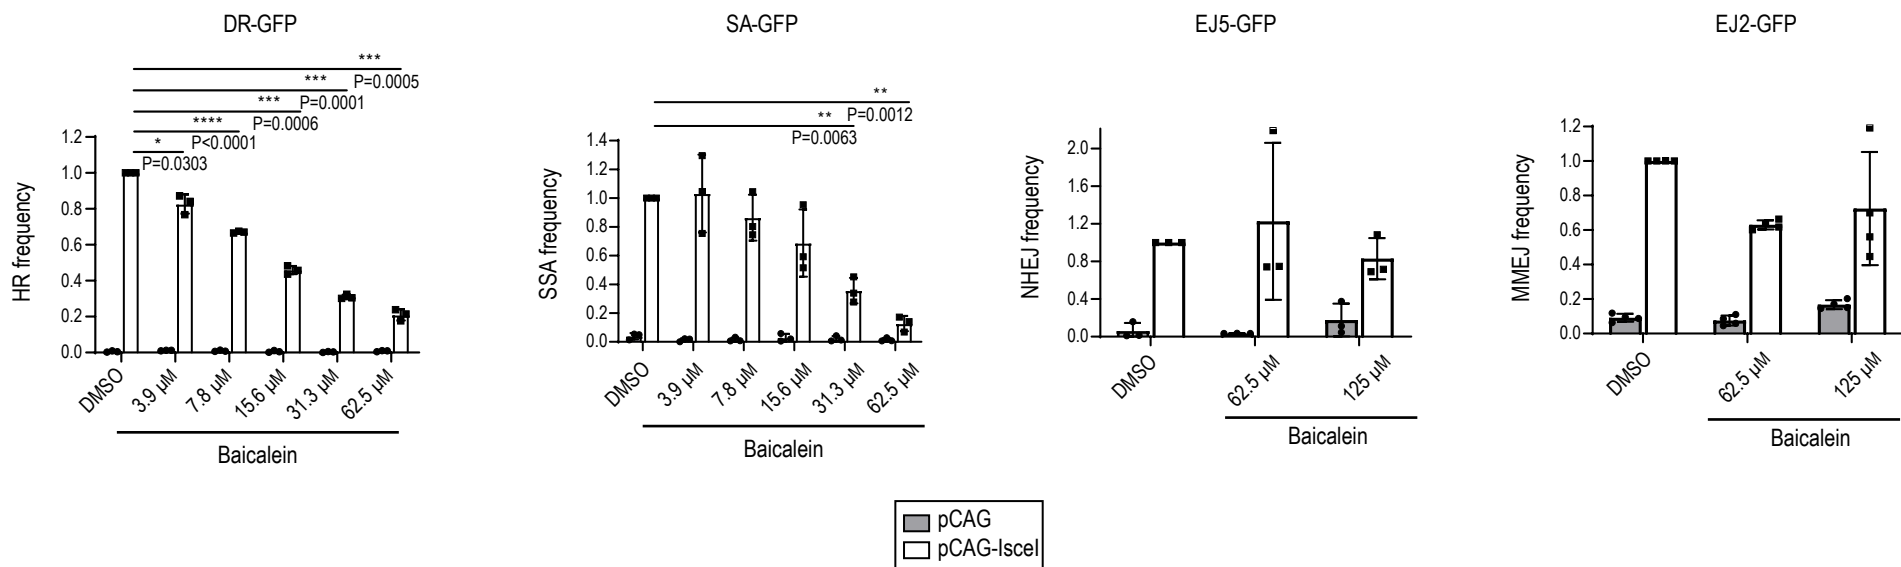 DR-GFP
***
P=0.0005
***
P=0.0001
***
P=0.0006
****
P<0.0001
*
P=0.0303
HR frequency
1.2
1.0
0.8
0.6
0.4
0.2
0.0
DMSO
3.9 µM
7.8 µM
15.6 µM
31.3 µM
62.5 µM
Baicalein
SA-GFP
**
P=0.0012
**
P=0.0063
SSA frequency
1.4
1.2
1.0
0.8
0.6
0.4
0.2
0.0
DMSO
3.9 µM
7.8 µM
15.6 µM
31.3 µM
62.5 µM
Baicalein
EJ5-GFP
NHEJ frequency
2.0
1.6
1.2
0.8
0.4
0.0
DMSO
62.5 µM
125 µM
Baicalein
EJ2-GFP
MMEJ frequency
1.2
1.0
0.8
0.6
0.4
0.2
0.0
DMSO
62.5 µM
125 µM
Baicalein
pCAG
pCAG-IsceI